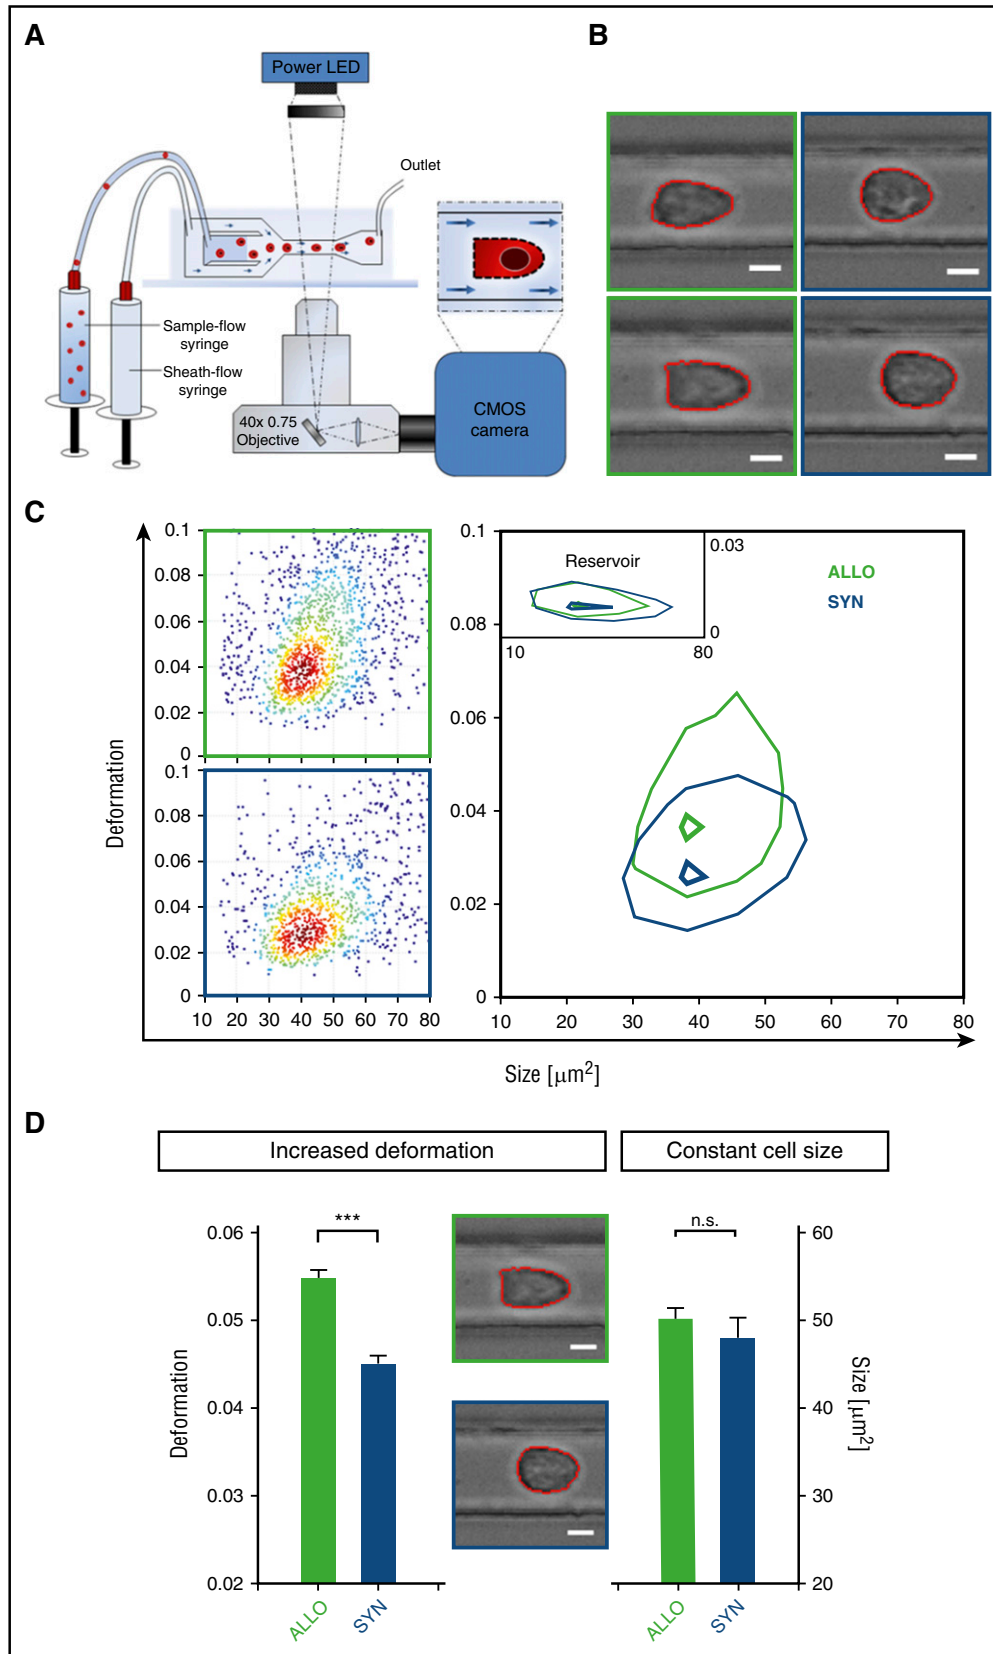 A
Power LED
Outlet
Sample-flow
syringe
Sheath-flow
syringe
40x 0.75
Objective
CMOS
camera
B
C
Deformation
0.1
0.08
0.06
0.04
0.02
0
0.1
0.08
0.06
0.04
0.02
0
10 20 30 40 50 60 70 80
0.1
0.08
0.06
0.04
0.02
0
Reservoir
0.03
0
10 80
ALLO
SYN
10 20 30 40 50 60 70 80
Size [μm²]
D
Increased deformation
Constant cell size
Deformation
0.06
0.05
0.04
0.03
0.02
***
ALLO
SYN
n.s.
60
50
40
30
20
Size [μm²]
ALLO
SYN